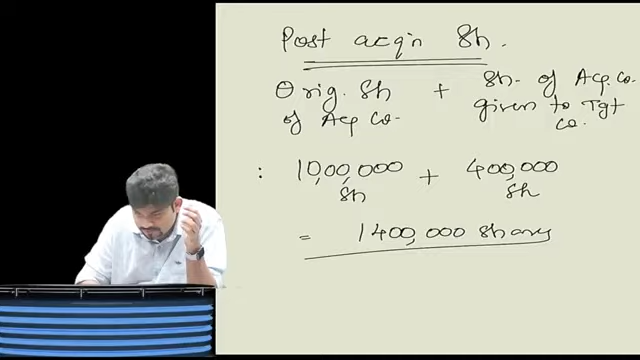 Post acqn Sh.
Orig. Sh + Sh. of Acq Co.
of Acq Co. given to Tgt
Co.
: 10,00,000 + 400,000
Sh Sh
= 1400,000 Shares